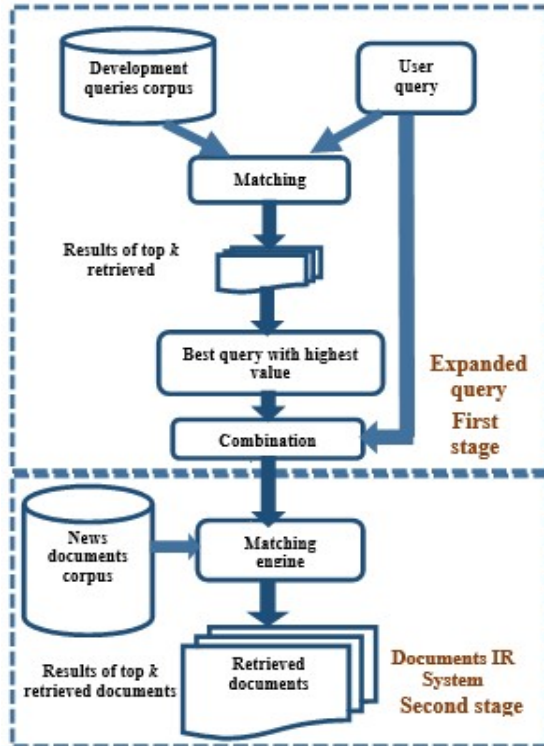 Development
queries corpus
User
query
Matching
Results of top k
retrieved
Best query with highest
value
Expanded
query
First
stage
Combination
News
documents
corpus
Matching
engine
Results of top k
retrieved documents
Retrieved
documents
Documents IR
System
Second stage